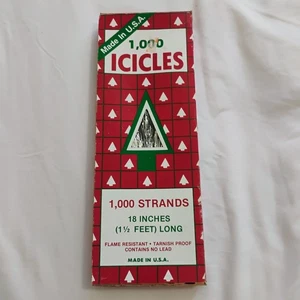 Made in U.S.A.
1,000
ICICLES
1,000 STRANDS
18 INCHES
(1½ FEET) LONG
FLAME RESISTANT • TARNISH PROOF
CONTAINS NO LEAD
MADE IN U.S.A.